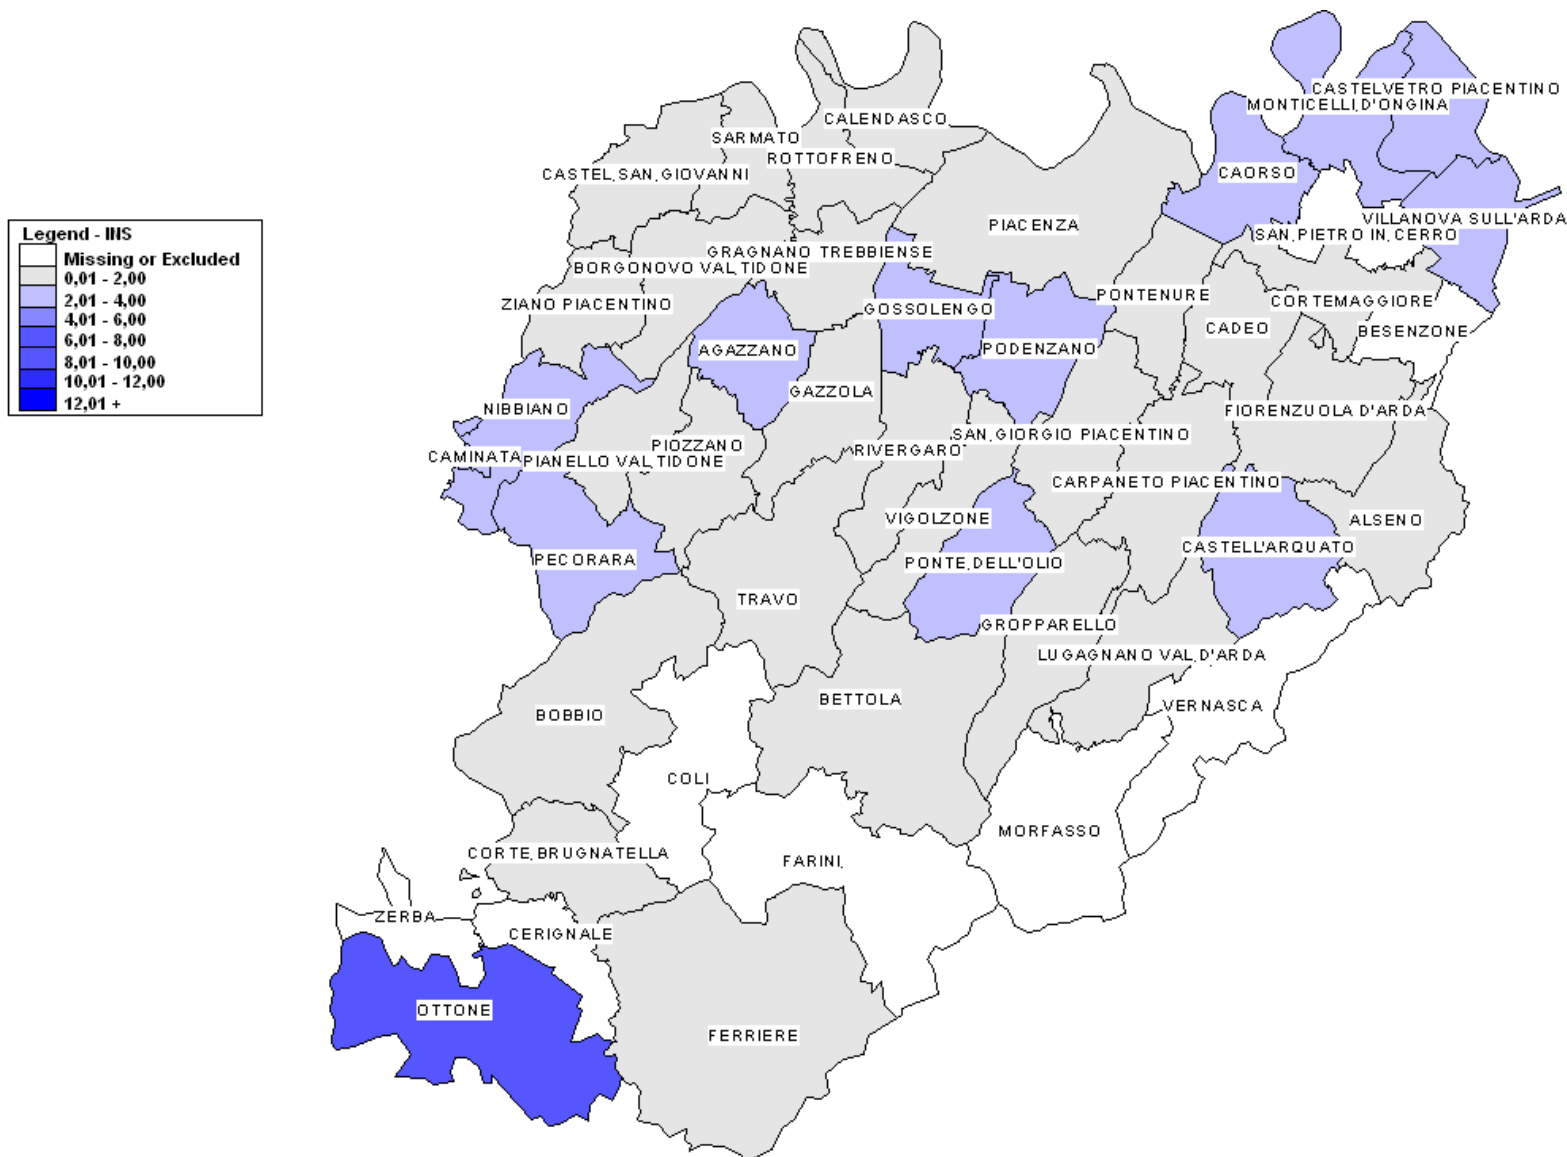 Legend - INS
Missing or Excluded
0,01 - 2,00
2,01 - 4,00
4,01 - 6,00
6,01 - 8,00
8,01 - 10,00
10,01 - 12,00
12,01 +
CASTELVETRO PIACENTINO
MONTICELLI,D'ONGINA
CALENDASCO
SARMATO
ROTTOFRENO
CASTEL,SAN,GIOVANNI
CAORSO
VILLANOVA SULL'ARDA
PIACENZA
SAN,PIETRO IN,CERRO
GRAGNANO TREBBIENSE
BORGONOVO VAL,TIDONE
ZIANO PIACENTINO
PONTENURE
CORTEMAGGIORE
GOSSOLENGO
CADEO
BESENZONE
AGAZZANO
PODENZANO
GAZZOLA
NIBBIANO
FIORENZUOLA D'ARDA
SAN,GIORGIO PIACENTINO
PIOZZANO
RIVERGARO
CAMINATA
PIANELLO VAL,TIDONE
CARPANETO PIACENTINO
VIGOLZONE
ALSENO
CASTELL'ARQUATO
PECORARA
PONTE,DELL'OLIO
TRAVO
GROPPARELLO
LUGAGNANO VAL,D'ARDA
BETTOLA
VERNASCA
BOBBIO
COLI
MORFASSO
CORTE,BRUGNATELLA
FARINI,
ZERBA
CERIGNALE
OTTONE
FERRIERE